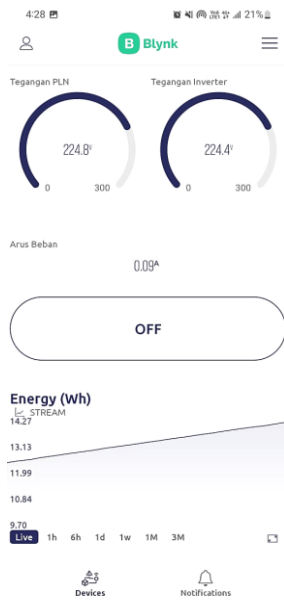 4:28 21%
B Blynk
Tegangan PLN Tegangan Inverter
224.8V 224.4V
0 300 0 300
Arus Beban
0.09A
OFF
Energy (Wh)
STREAM
14.27
13.13
11.99
10.84
9.70
Live 1h 6h 1d 1w 1M 3M
Devices Notifications